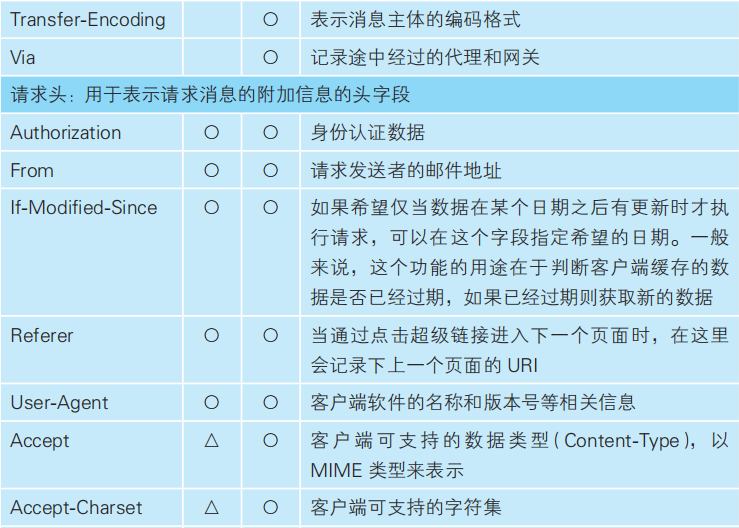 Transfer-Encoding ○ 表示消息主体的编码格式
Via ○ 记录途中经过的代理和网关
请求头：用于表示请求消息的附加信息的头字段
Authorization ○ ○ 身份认证数据
From ○ ○ 请求发送者的邮件地址
If-Modified-Since ○ ○ 如果希望仅当数据在某个日期之后有更新时才执
行请求，可以在这个字段指定希望的日期。一般
来说，这个功能的用途在于判断客户端缓存的数
据是否已经过期，如果已经过期则获取新的数据
Referer ○ ○ 当通过点击超级链接进入下一个页面时，在这里
会记录下上一个页面的 URI
User-Agent ○ ○ 客户端软件的名称和版本号等相关信息
Accept △ ○ 客户端可支持的数据类型（Content-Type），以
MIME 类型来表示
Accept-Charset △ ○ 客户端可支持的字符集